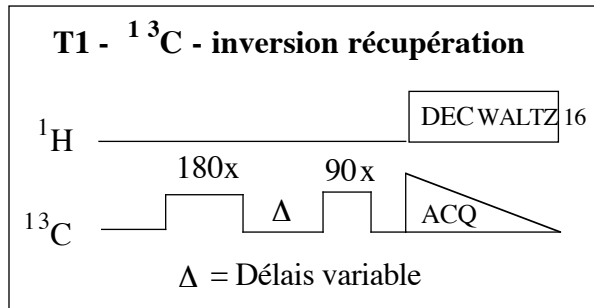 T1 - ¹³C - inversion récupération
¹H
DEC WALTZ 16
180x
90x
¹³C
Δ
ACQ
Δ = Délais variable